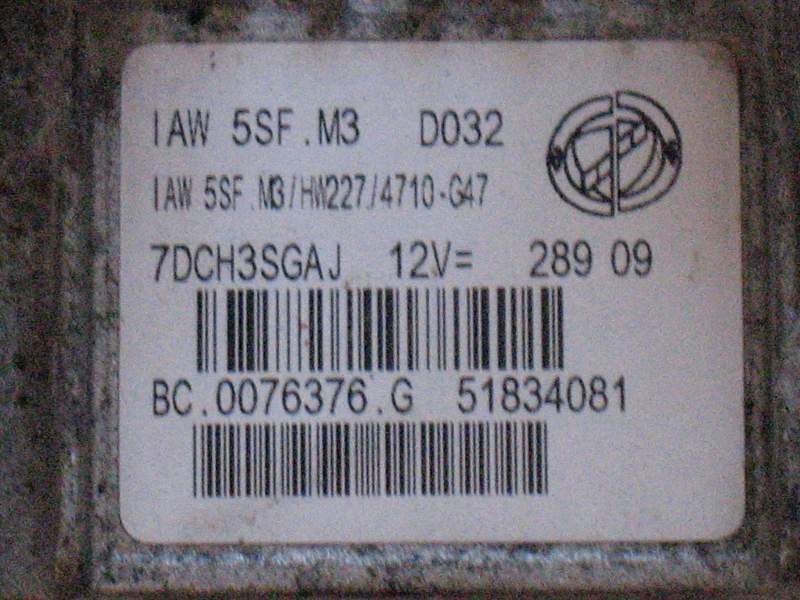 IAW 5SF.M3 D032
IAW 5SF.M3/HW227/4710-G47
7DCH3SGAJ 12V= 289 09
BC.0076376.G 51834081